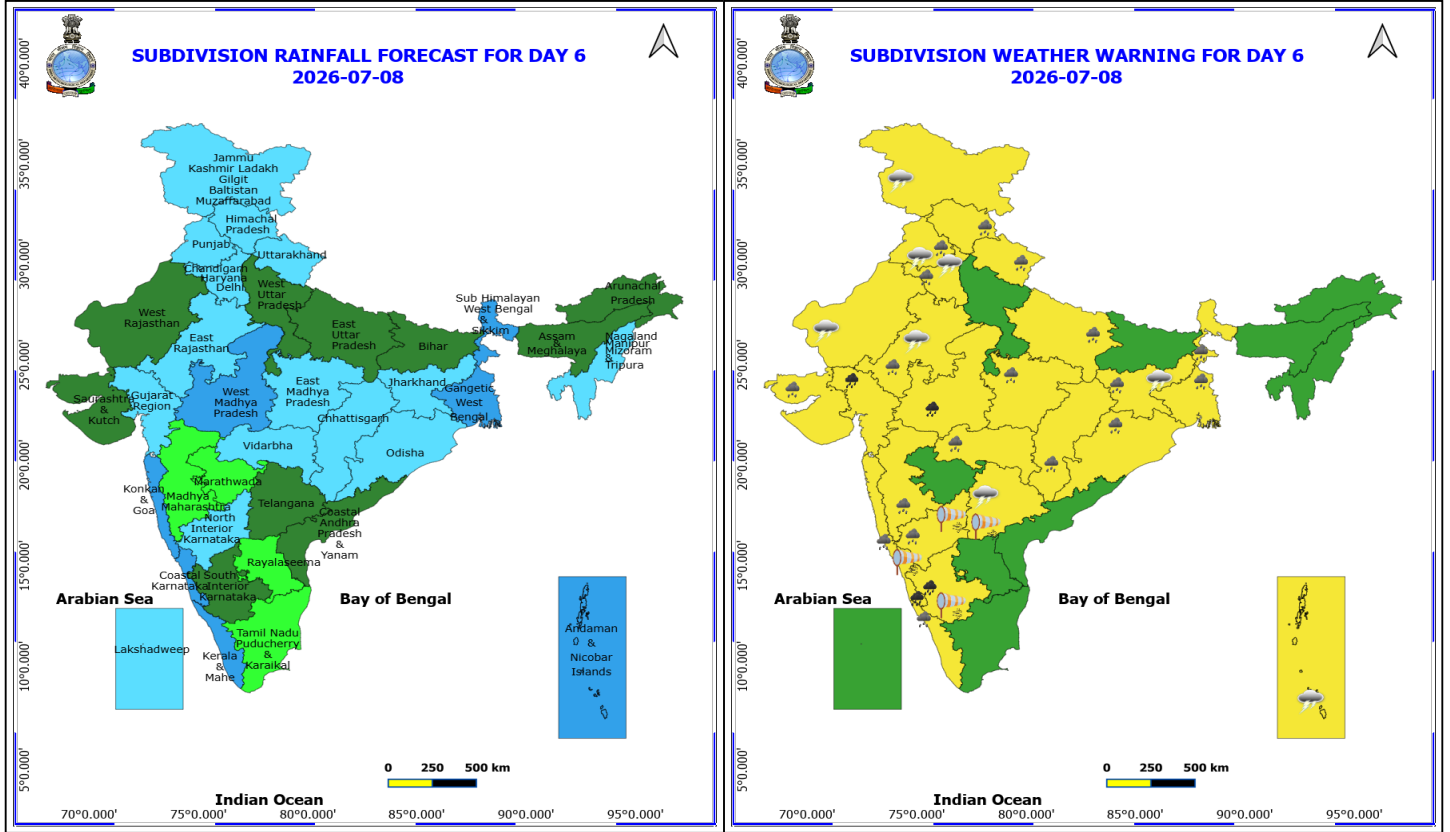 SUBDIVISION RAINFALL FORECAST FOR DAY 6
2026-07-08
40°0.000'
35°0.000'
30°0.000'
25°0.000'
20°0.000'
15°0.000'
10°0.000'
5°0.000'
Jammu
Kashmir Ladakh
Gilgit
Baltistan
Muzaffarabad
Himachal
Pradesh
Punjab
Uttarakhand
Chandigarh
Haryana
Delhi
West
Uttar
Pradesh
West
Rajasthan
East
Rajasthan
East
Uttar
Pradesh
Bihar
Sub Himalayan
West Bengal
&
Sikkim
Arunachal
Pradesh
Assam
&
Meghalaya
Nagaland
Manipur
Mizoram
&
Tripura
Saurashtra
&
Kutch
Gujarat
Region
West
Madhya
Pradesh
East
Madhya
Pradesh
Jharkhand
Gangetic
West
Bengal
Chhattisgarh
Vidarbha
Odisha
Konkan
&
Goa
Madhya
Maharashtra
Marathwada
Telangana
North
Interior
Karnataka
Coastal
Andhra
Pradesh
&
Yanam
Rayalaseema
Coastal
Karnataka
South
Interior
Karnataka
Arabian Sea
Bay of Bengal
Lakshadweep
Kerala
&
Mahe
Tamil Nadu
Puducherry
&
Karaikal
Andaman
&
Nicobar
Islands
0 250 500 km
Indian Ocean
70°0.000' 75°0.000' 80°0.000' 85°0.000' 90°0.000' 95°0.000'
SUBDIVISION WEATHER WARNING FOR DAY 6
2026-07-08
40°0.000'
35°0.000'
30°0.000'
25°0.000'
20°0.000'
15°0.000'
10°0.000'
5°0.000'
Arabian Sea
Bay of Bengal
0 250 500 km
Indian Ocean
70°0.000' 75°0.000' 80°0.000' 85°0.000' 90°0.000' 95°0.000'